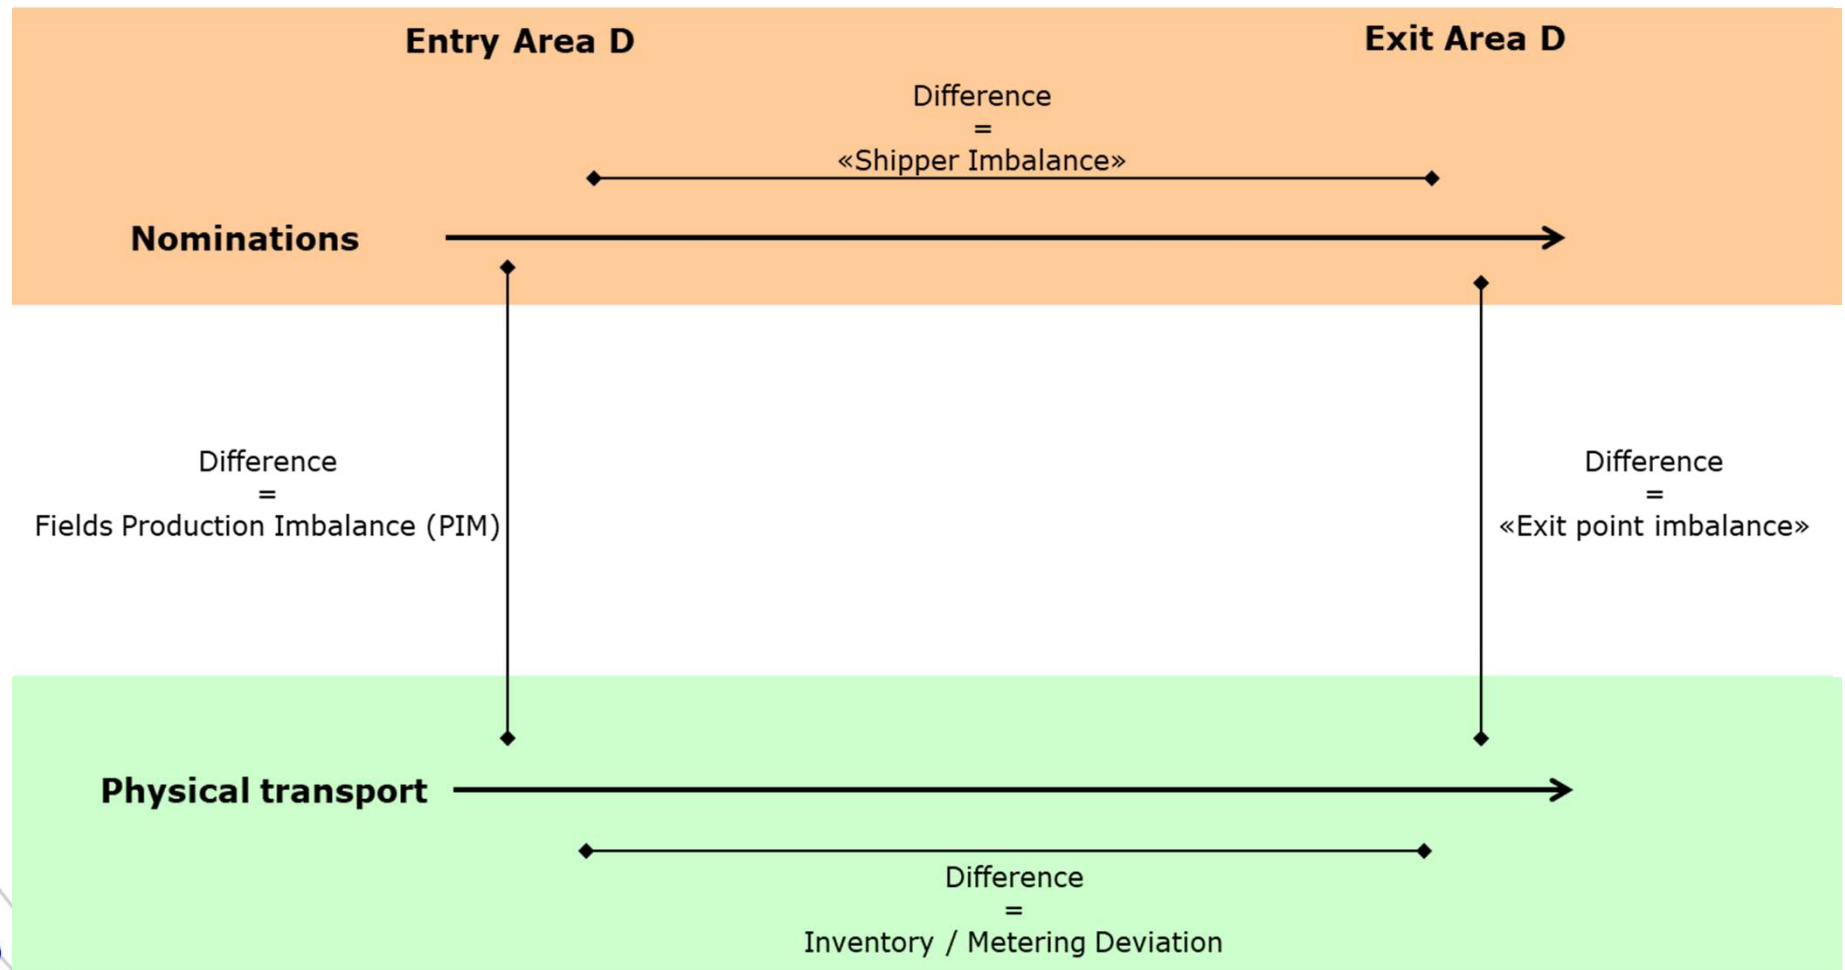 Entry Area D
Exit Area D
Difference
=
«Shipper Imbalance»
Nominations
Difference
=
Fields Production Imbalance (PIM)
Difference
=
«Exit point imbalance»
Physical transport
Difference
=
Inventory / Metering Deviation